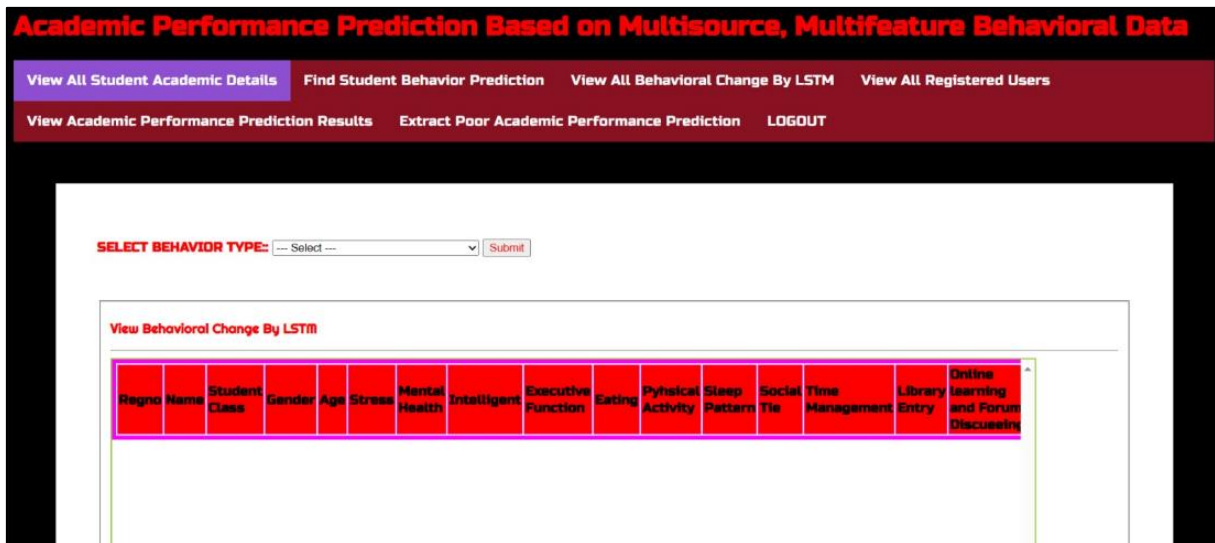 Academic Performance Prediction Based on Multisource, Multifeature Behavioral Data
View All Student Academic Details Find Student Behavior Prediction View All Behavioral Change By LSTM View All Registered Users
View Academic Performance Prediction Results Extract Poor Academic Performance Prediction LOGOUT
SELECT BEHAVIOR TYPE:: --- Select --- Submit
View Behavioral Change By LSTM
Regno Name Student Class Gender Age Stress Mental Health Intelligent Executive Function Eating Pyhsical Activity Sleep Pattern Social Tie Time Management Library Entry Online learning and Forum Discueeing